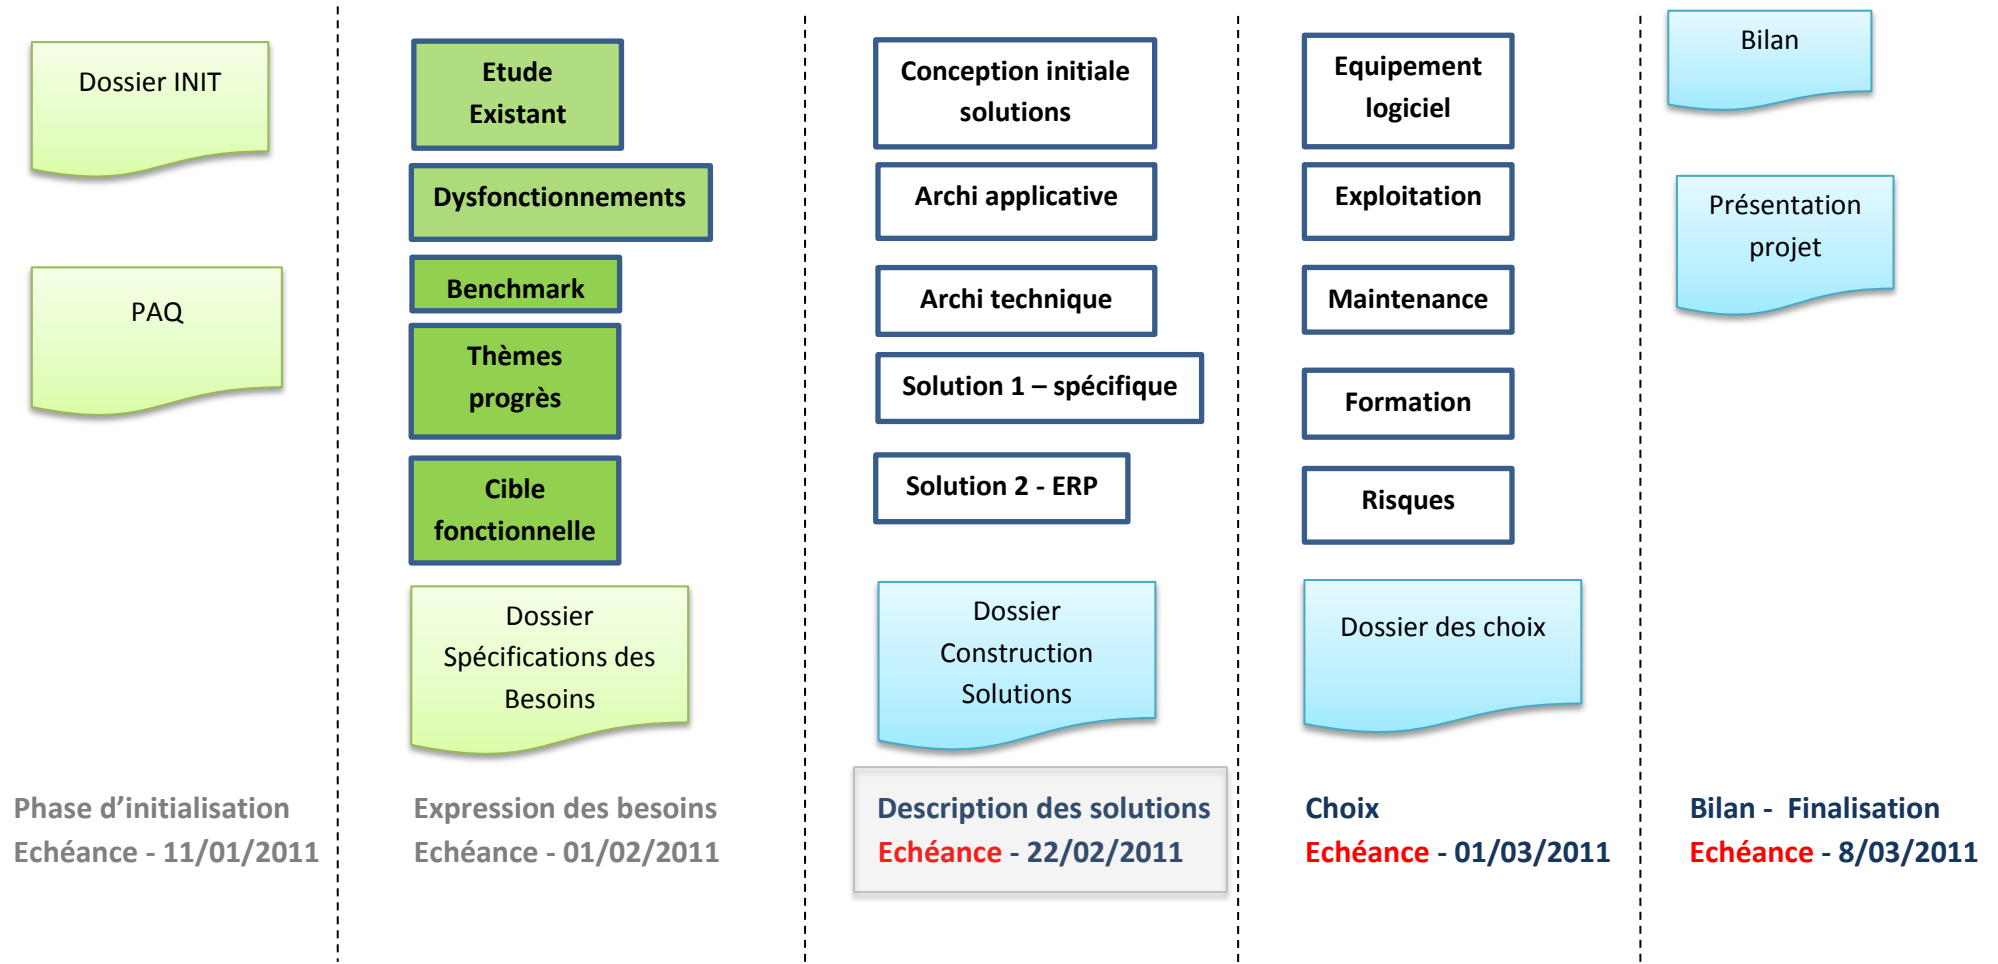 Dossier INIT
PAQ
Phase d’initialisation
Echéance - 11/01/2011
Etude
Existant
Dysfonctionnements
Benchmark
Thèmes
progrès
Cible
fonctionnelle
Dossier
Spécifications des
Besoins
Expression des besoins
Echéance - 01/02/2011
Conception initiale
solutions
Archi applicative
Archi technique
Solution 1 – spécifique
Solution 2 - ERP
Dossier
Construction
Solutions
Description des solutions
Echéance - 22/02/2011
Equipement
logiciel
Exploitation
Maintenance
Formation
Risques
Dossier des choix
Choix
Echéance - 01/03/2011
Bilan
Présentation
projet
Bilan - Finalisation
Echéance - 8/03/2011